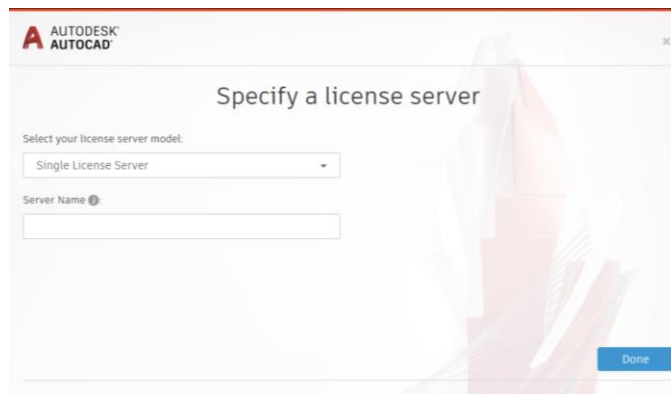 AUTODESK®
AUTOCAD®
Specify a license server
Select your license server model:
Single License Server
Server Name i:
Done